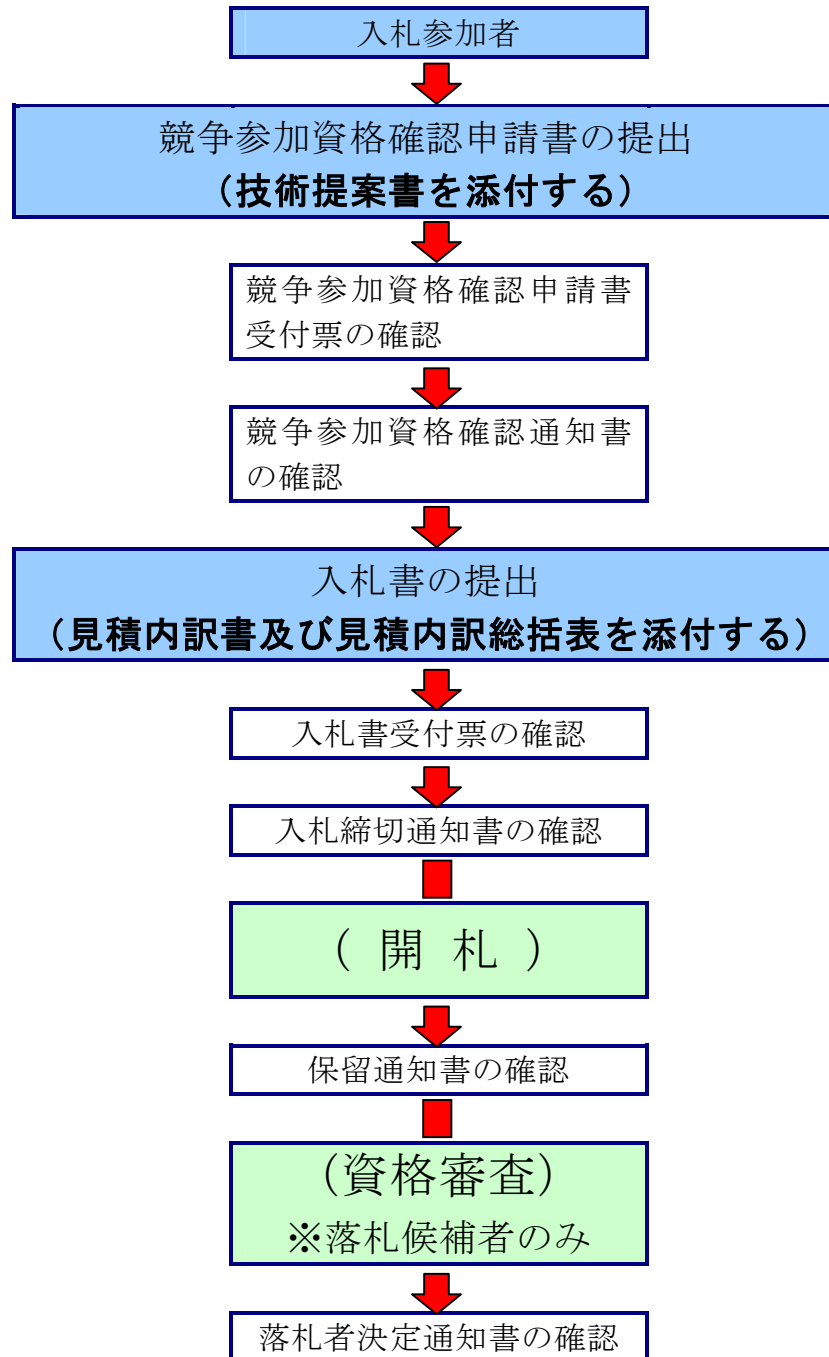 入札参加者
競争参加資格確認申請書の提出
（技術提案書を添付する）
競争参加資格確認申請書
受付票の確認
競争参加資格確認通知書
の確認
入札書の提出
（見積内訳書及び見積内訳総括表を添付する）
入札書受付票の確認
入札締切通知書の確認
（ 開 札 ）
保留通知書の確認
（資格審査）
※落札候補者のみ
落札者決定通知書の確認